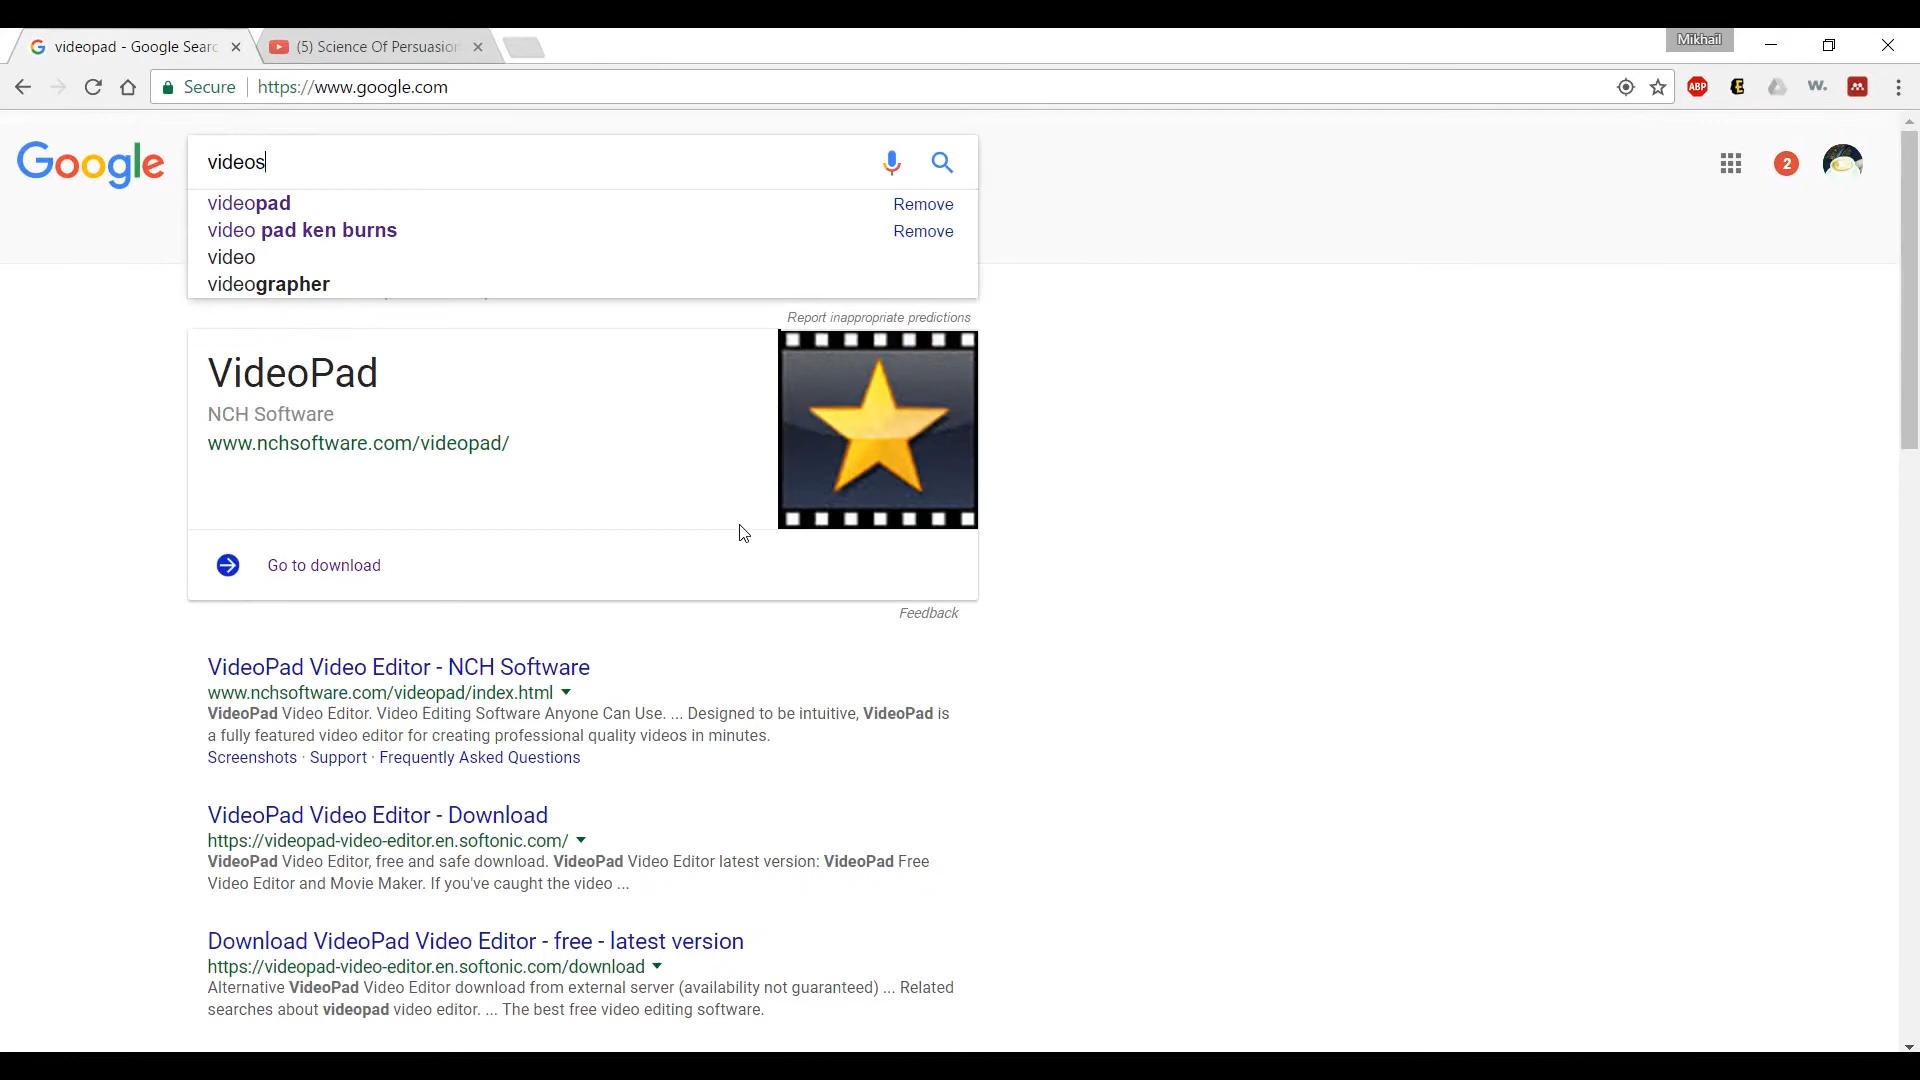 videopad - Google Searc
(5) Science Of Persuasion
Mikhail
Secure
https://www.google.com
ABP
w.
Google
videos
2
videopad
Remove
video pad ken burns
Remove
video
videographer
Report inappropriate predictions
VideoPad
NCH Software
www.nchsoftware.com/videopad/
Go to download
Feedback
VideoPad Video Editor - NCH Software
www.nchsoftware.com/videopad/index.html
VideoPad Video Editor. Video Editing Software Anyone Can Use. ... Designed to be intuitive, VideoPad is
a fully featured video editor for creating professional quality videos in minutes.
Screenshots · Support · Frequently Asked Questions
VideoPad Video Editor - Download
https://videopad-video-editor.en.softonic.com/
VideoPad Video Editor, free and safe download. VideoPad Video Editor latest version: VideoPad Free
Video Editor and Movie Maker. If you've caught the video ...
Download VideoPad Video Editor - free - latest version
https://videopad-video-editor.en.softonic.com/download
Alternative VideoPad Video Editor download from external server (availability not guaranteed) ... Related
searches about videopad video editor. ... The best free video editing software.